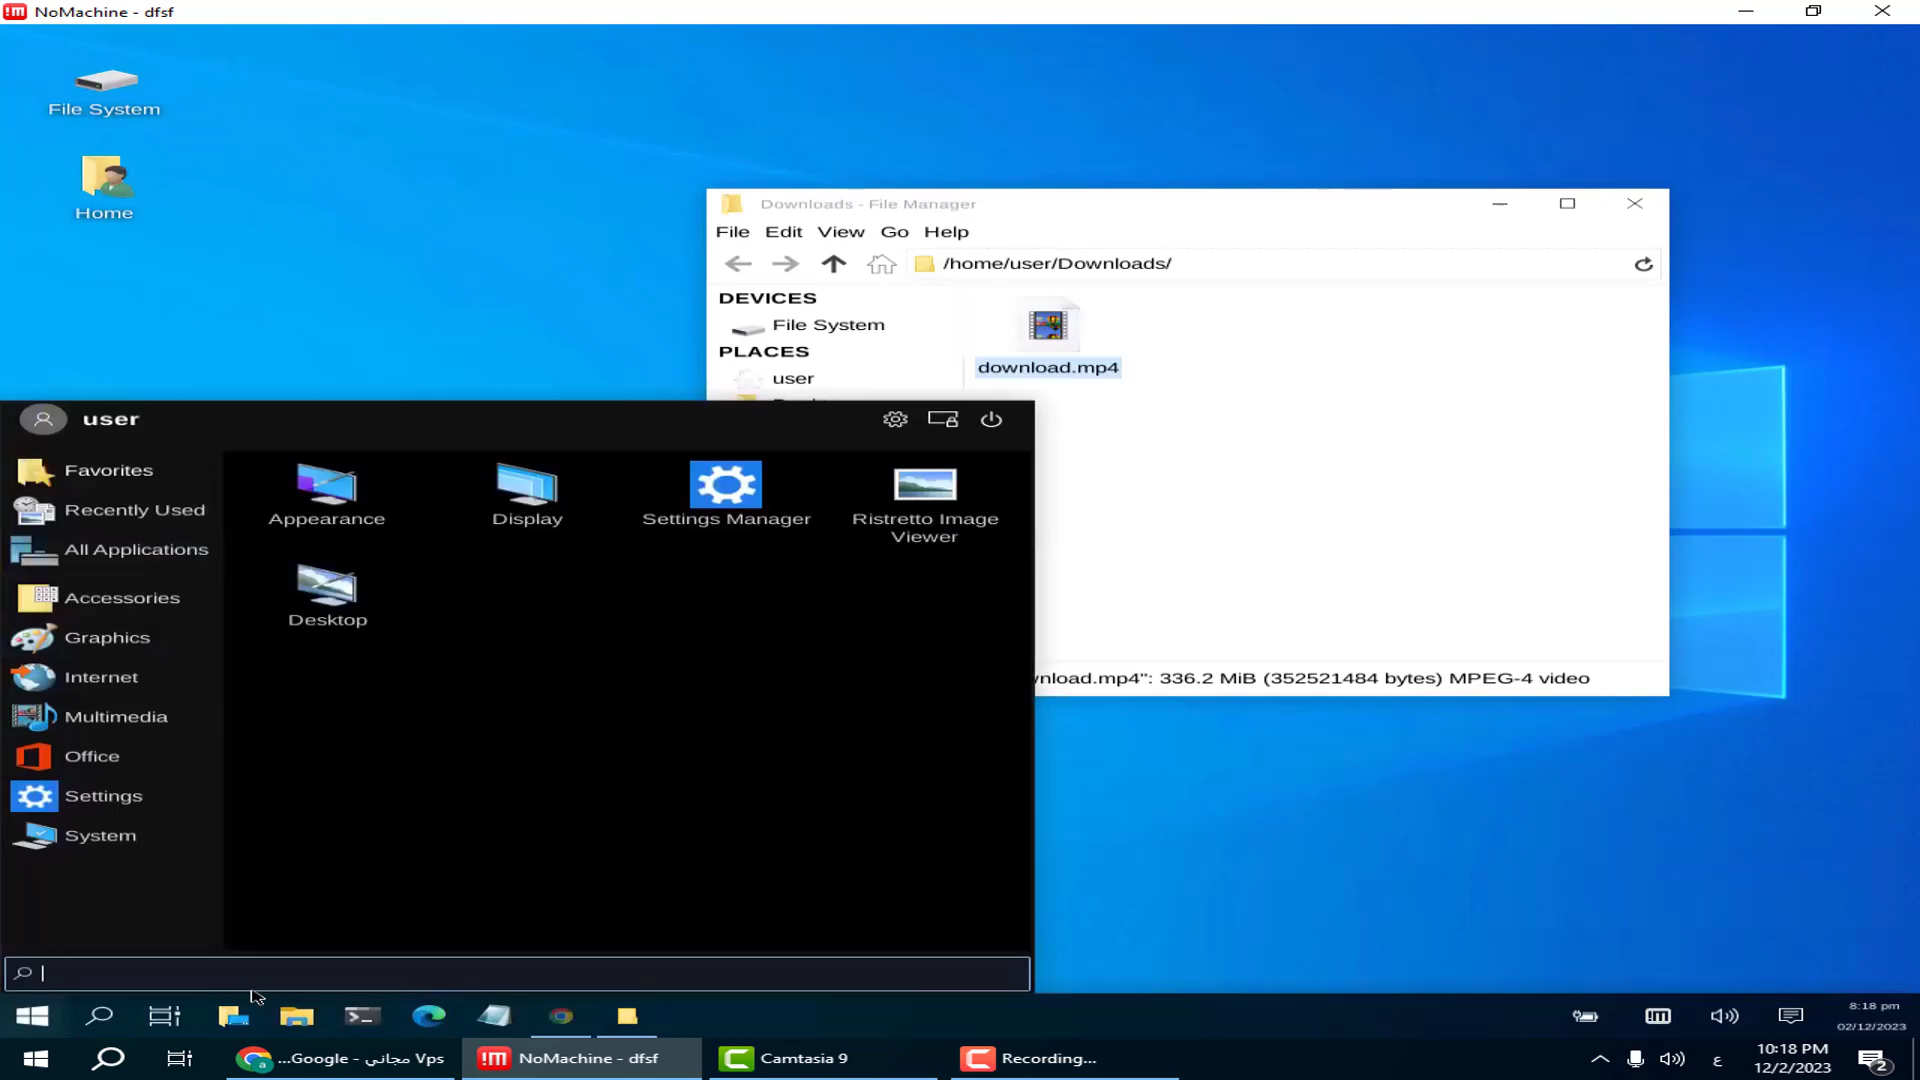 NoMachine - dfsf
File System
Home
Downloads - File Manager
File Edit View Go Help
/home/user/Downloads/
DEVICES
File System
PLACES
user
download.mp4
nload.mp4": 336.2 MiB (352521484 bytes) MPEG-4 video
user
Favorites
Recently Used
All Applications
Accessories
Graphics
Internet
Multimedia
Office
Settings
System
Appearance
Display
Settings Manager
Ristretto Image
Viewer
Desktop
8:18 pm
02/12/2023
...Google - مجاني Vps
NoMachine - dfsf
Camtasia 9
Recording...
ع
10:18 PM
12/2/2023
2